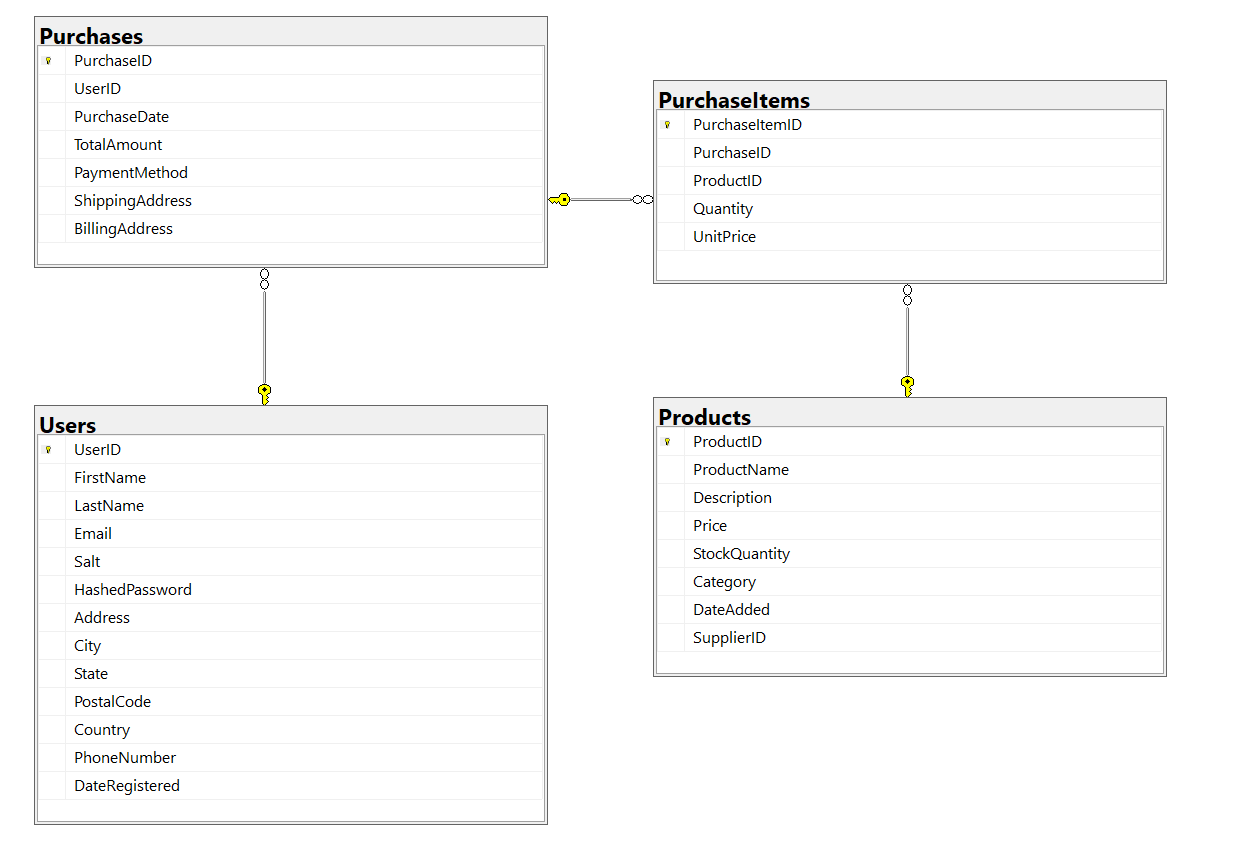 Purchases
PurchaseID
UserID
PurchaseDate
TotalAmount
PaymentMethod
ShippingAddress
BillingAddress
PurchaseItems
PurchaseItemID
PurchaseID
ProductID
Quantity
UnitPrice
Users
UserID
FirstName
LastName
Email
Salt
HashedPassword
Address
City
State
PostalCode
Country
PhoneNumber
DateRegistered
Products
ProductID
ProductName
Description
Price
StockQuantity
Category
DateAdded
SupplierID